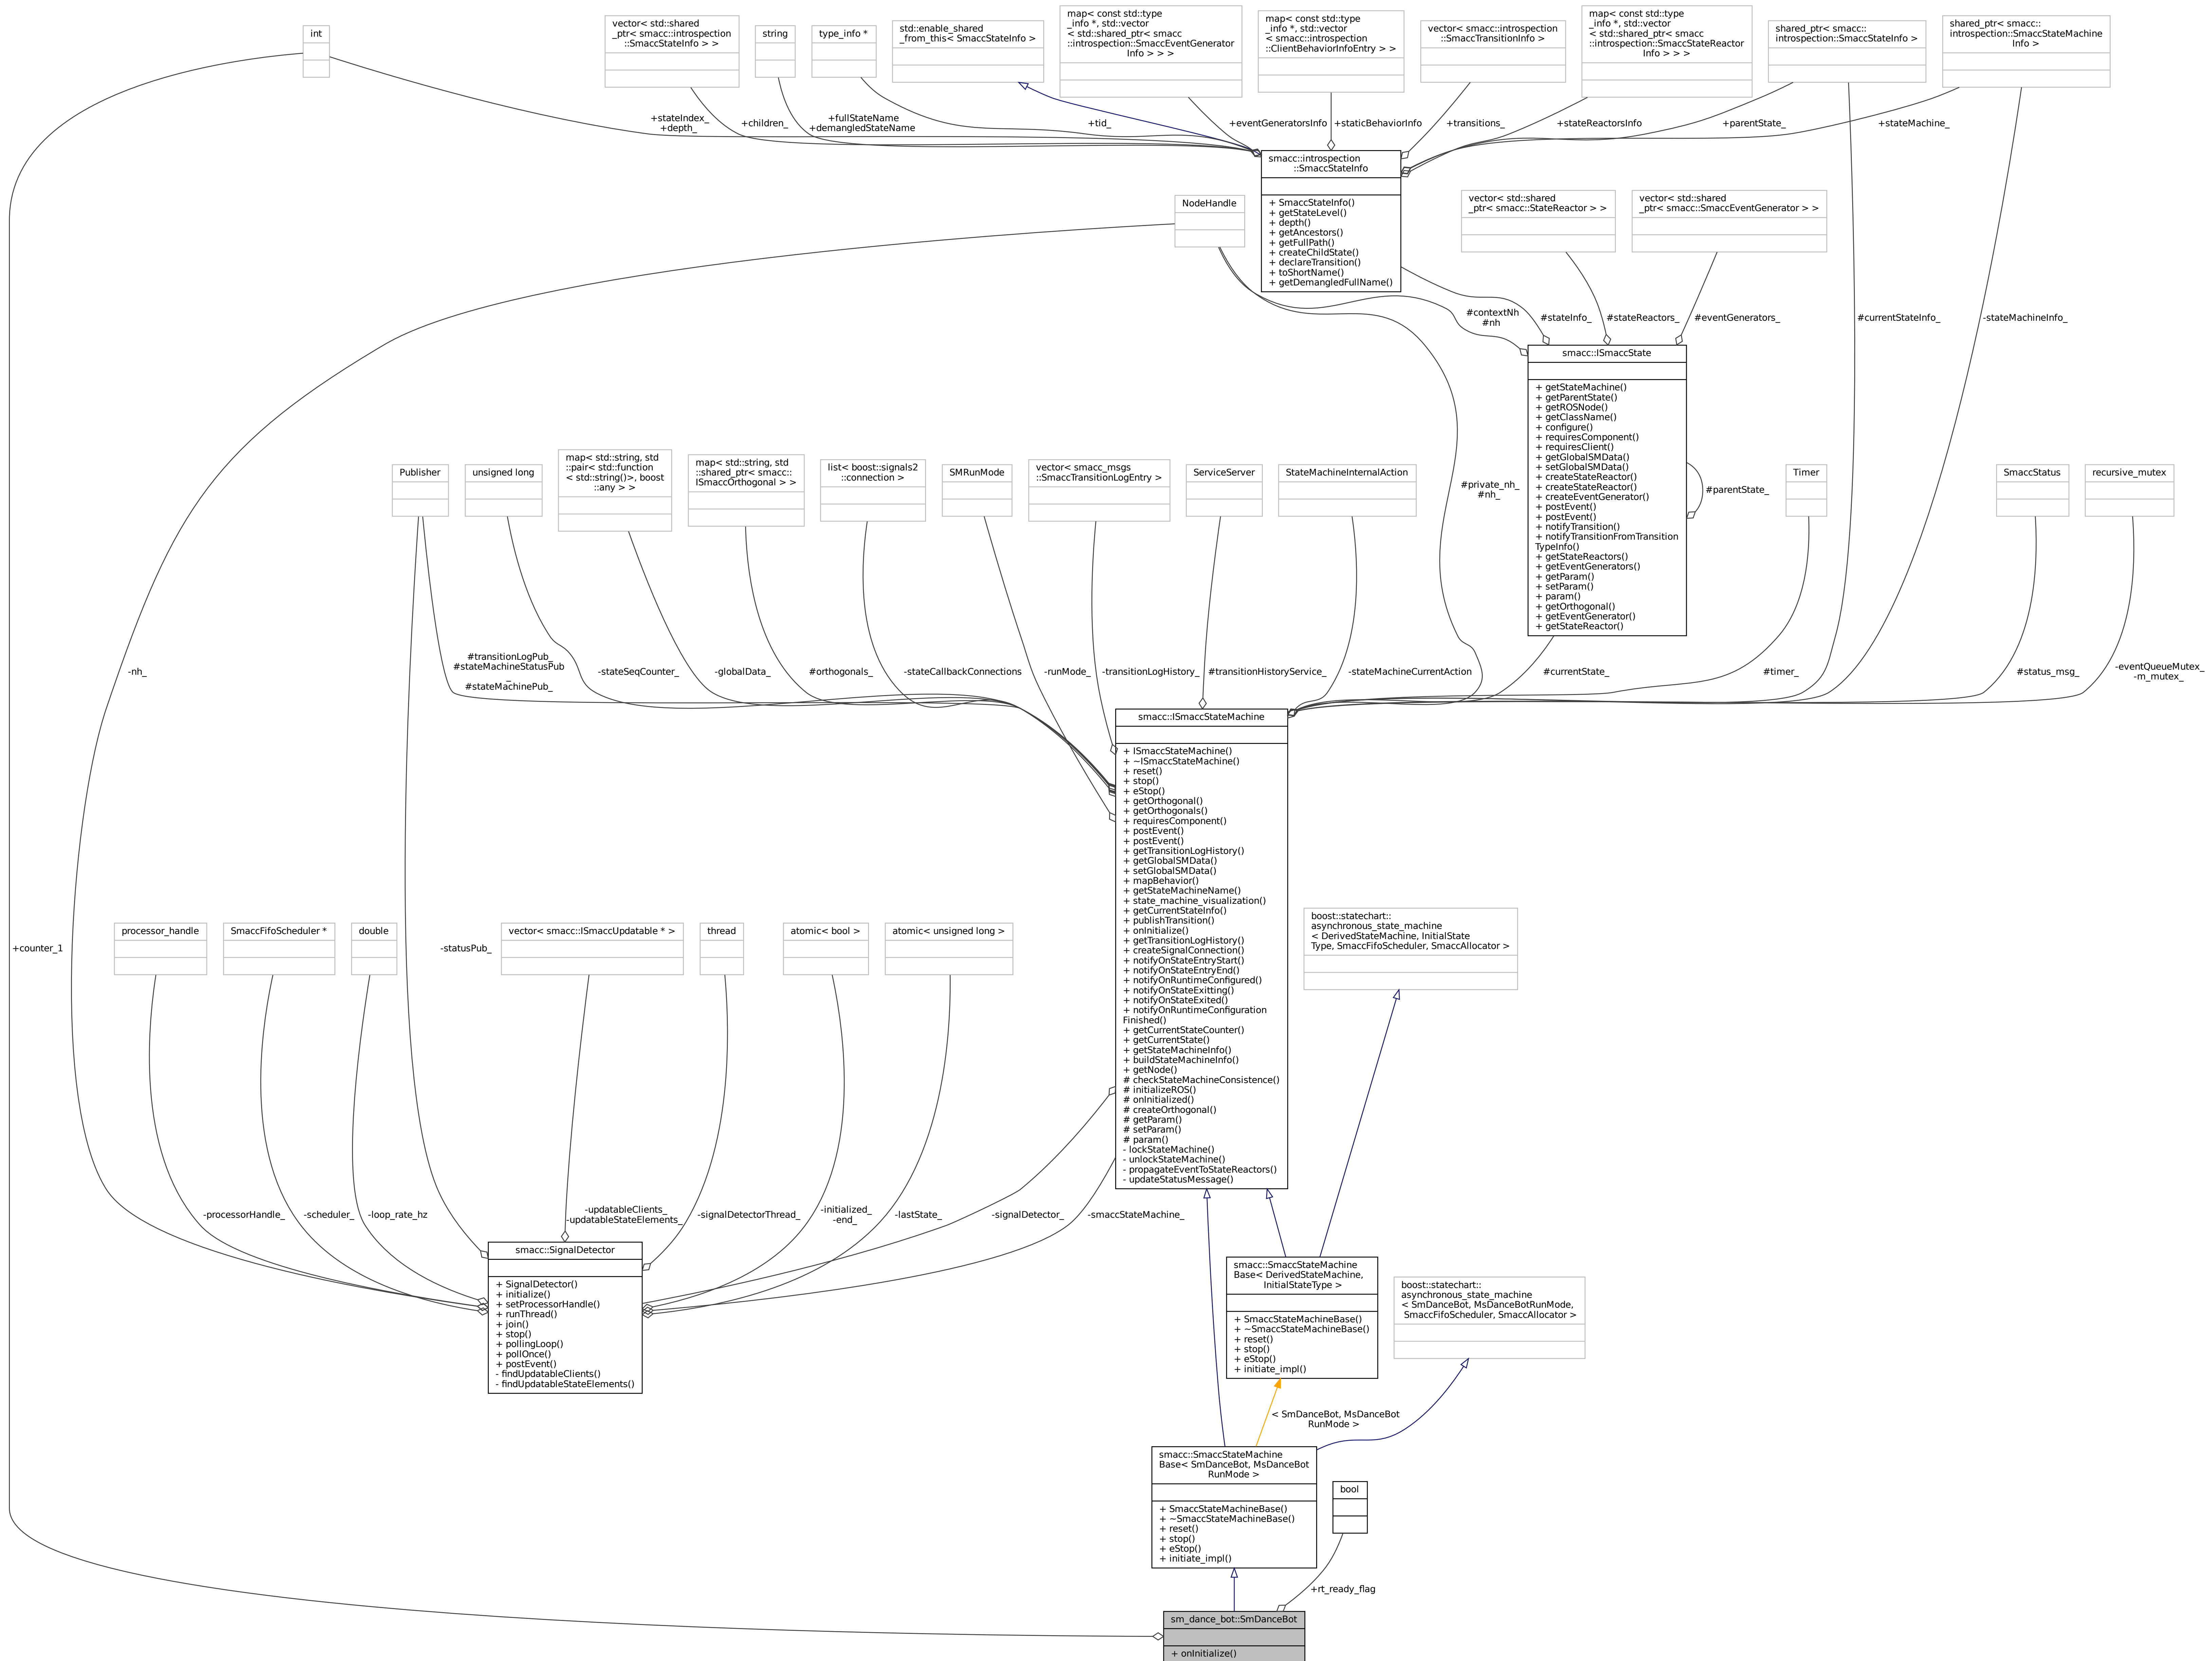 int
vector< std::shared
_ptr< smacc::introspection
::SmaccStateInfo > >
string
type_info *
std::enable_shared
_from_this< SmaccStateInfo >
map< const std::type
_info *, std::vector
< std::shared_ptr< smacc
::introspection::SmaccEventGenerator
Info > > >
map< const std::type
_info *, std::vector
< smacc::introspection
::ClientBehaviorInfoEntry > >
vector< smacc::introspection
::SmaccTransitionInfo >
map< const std::type
_info *, std::vector
< std::shared_ptr< smacc
::introspection::SmaccStateReactor
Info > > >
shared_ptr< smacc::
introspection::SmaccStateInfo >
shared_ptr< smacc::
introspection::SmaccStateMachine
Info >
+stateIndex_
+depth_
+children_
+fullStateName
+demangledStateName
+tid_
+eventGeneratorsInfo
+staticBehaviorInfo
+transitions_
+stateReactorsInfo
+parentState_
+stateMachine_
smacc::introspection
::SmaccStateInfo
+ SmaccStateInfo()
+ getStateLevel()
+ depth()
+ getAncestors()
+ getFullPath()
+ createChildState()
+ declareTransition()
+ toShortName()
+ getDemangledFullName()
NodeHandle
vector< std::shared
_ptr< smacc::StateReactor > >
vector< std::shared
_ptr< smacc::SmaccEventGenerator > >
#contextNh
#nh
#stateInfo_
#stateReactors_
#eventGenerators_
#currentStateInfo_
-stateMachineInfo_
smacc::ISmaccState
+ getStateMachine()
+ getParentState()
+ getROSNode()
+ getClassName()
+ configure()
+ requiresComponent()
+ requiresClient()
+ getGlobalSMData()
+ setGlobalSMData()
+ createStateReactor()
+ createStateReactor()
+ createEventGenerator()
+ postEvent()
+ postEvent()
+ notifyTransition()
+ notifyTransitionFromTransition
TypeInfo()
+ getStateReactors()
+ getEventGenerators()
+ getParam()
+ setParam()
+ param()
+ getOrthogonal()
+ getEventGenerator()
+ getStateReactor()
#parentState_
Publisher
unsigned long
map< std::string, std
::pair< std::function
< std::string()>, boost
::any > >
map< std::string, std
::shared_ptr< smacc::
ISmaccOrthogonal > >
list< boost::signals2
::connection >
SMRunMode
vector< smacc_msgs
::SmaccTransitionLogEntry >
ServiceServer
StateMachineInternalAction
#private_nh_
#nh_
Timer
SmaccStatus
recursive_mutex
-nh_
#transitionLogPub_
#stateMachineStatusPub
_
#stateMachinePub_
-stateSeqCounter_
-globalData_
#orthogonals_
-stateCallbackConnections
-runMode_
-transitionLogHistory_
#transitionHistoryService_
-stateMachineCurrentAction
#currentState_
#timer_
#status_msg_
-eventQueueMutex_
-m_mutex_
smacc::ISmaccStateMachine
+ ISmaccStateMachine()
+ ~ISmaccStateMachine()
+ reset()
+ stop()
+ eStop()
+ getOrthogonal()
+ getOrthogonals()
+ requiresComponent()
+ postEvent()
+ postEvent()
+ getTransitionLogHistory()
+ getGlobalSMData()
+ setGlobalSMData()
+ mapBehavior()
+ getStateMachineName()
+ state_machine_visualization()
+ getCurrentStateInfo()
+ publishTransition()
+ onInitialize()
+ getTransitionLogHistory()
+ createSignalConnection()
+ notifyOnStateEntryStart()
+ notifyOnStateEntryEnd()
+ notifyOnRuntimeConfigured()
+ notifyOnStateExitting()
+ notifyOnStateExited()
+ notifyOnRuntimeConfiguration
Finished()
+ getCurrentStateCounter()
+ getCurrentState()
+ getStateMachineInfo()
+ buildStateMachineInfo()
+ getNode()
# checkStateMachineConsistence()
# initializeROS()
# onInitialized()
# createOrthogonal()
# getParam()
# setParam()
# param()
- lockStateMachine()
- unlockStateMachine()
- propagateEventToStateReactors()
- updateStatusMessage()
+counter_1
processor_handle
SmaccFifoScheduler *
double
-statusPub_
vector< smacc::ISmaccUpdatable * >
thread
atomic< bool >
atomic< unsigned long >
boost::statechart::
asynchronous_state_machine
< DerivedStateMachine, InitialState
Type, SmaccFifoScheduler, SmaccAllocator >
-processorHandle_
-scheduler_
-loop_rate_hz
-updatableClients_
-updatableStateElements_
-signalDetectorThread_
-initialized_
-end_
-lastState_
-signalDetector_
-smaccStateMachine_
smacc::SignalDetector
+ SignalDetector()
+ initialize()
+ setProcessorHandle()
+ runThread()
+ join()
+ stop()
+ pollingLoop()
+ pollOnce()
+ postEvent()
- findUpdatableClients()
- findUpdatableStateElements()
smacc::SmaccStateMachine
Base< DerivedStateMachine,
InitialStateType >
+ SmaccStateMachineBase()
+ ~SmaccStateMachineBase()
+ reset()
+ stop()
+ eStop()
+ initiate_impl()
boost::statechart::
asynchronous_state_machine
< SmDanceBot, MsDanceBotRunMode,
SmaccFifoScheduler, SmaccAllocator >
< SmDanceBot, MsDanceBot
RunMode >
smacc::SmaccStateMachine
Base< SmDanceBot, MsDanceBot
RunMode >
+ SmaccStateMachineBase()
+ ~SmaccStateMachineBase()
+ reset()
+ stop()
+ eStop()
+ initiate_impl()
bool
+rt_ready_flag
sm_dance_bot::SmDanceBot
+ onInitialize()